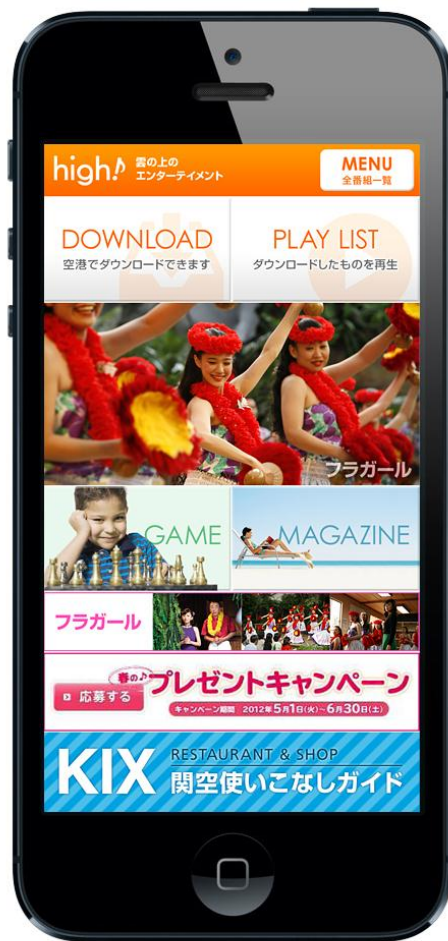 high!♪
雲の上の
エンターテイメント
MENU
全番組一覧
DOWNLOAD
空港でダウンロードできます
PLAY LIST
ダウンロードしたものを再生
フラガール
GAME
MAGAZINE
フラガール
春の♪
プレゼントキャンペーン
応募する
キャンペーン期間 2012年5月1日(火)~6月30日(土)
KIX
RESTAURANT & SHOP
関空使いこなしガイド